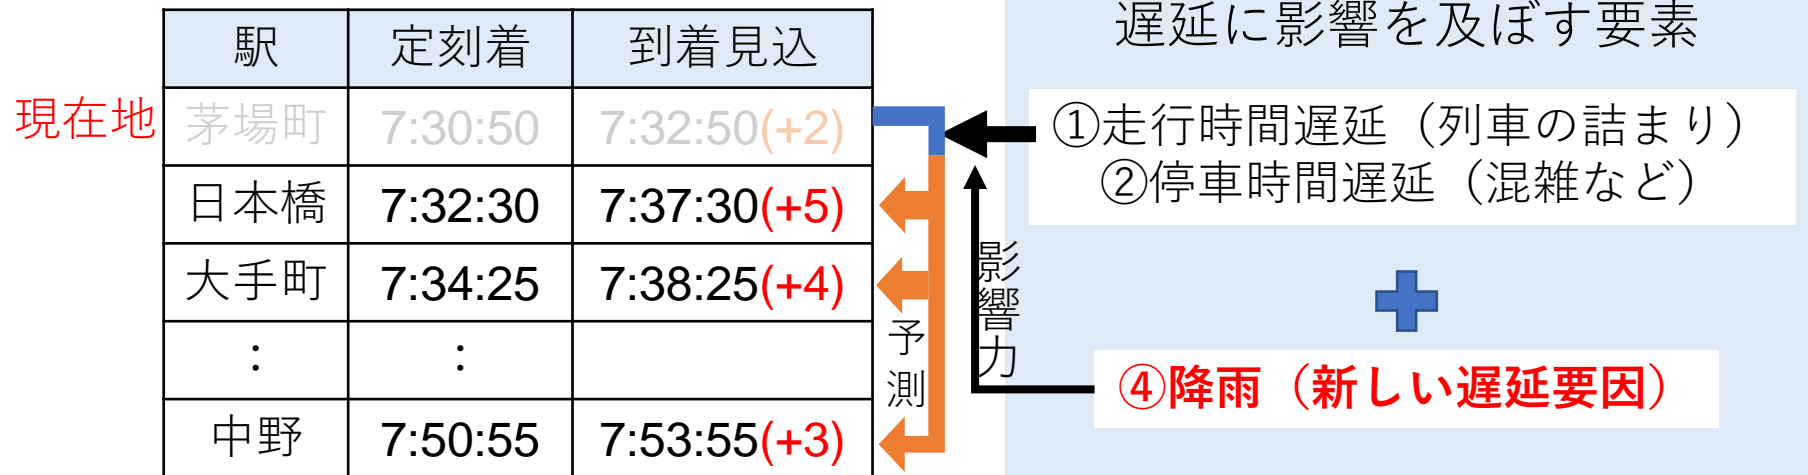 駅 定刻着 到着見込
現在地 茅場町 7:30:50 7:32:50(+2)
日本橋 7:32:30 7:37:30(+5)
大手町 7:34:25 7:38:25(+4)
: :
中野 7:50:55 7:53:55(+3)
予測
影響力
遅延に影響を及ぼす要素
①走行時間遅延（列車の詰まり）
②停車時間遅延（混雑など）
④降雨（新しい遅延要因）